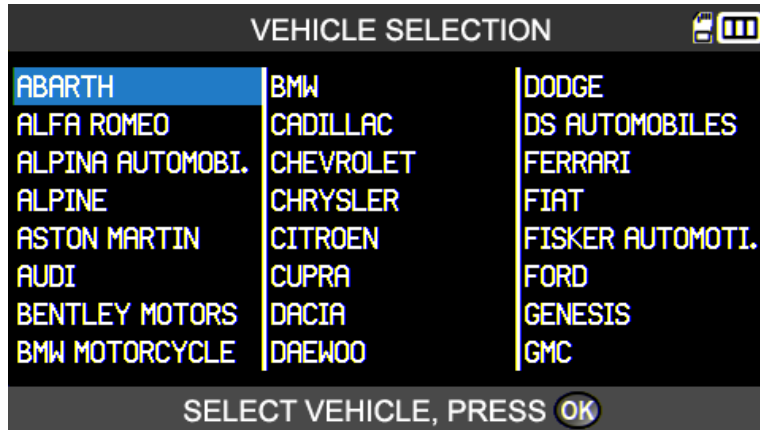 VEHICLE SELECTION
ABARTH
ALFA ROMEO
ALPINA AUTOMOBI.
ALPINE
ASTON MARTIN
AUDI
BENTLEY MOTORS
BMW MOTORCYCLE
BMW
CADILLAC
CHEVROLET
CHRYSLER
CITROEN
CUPRA
DACIA
DAEWOO
DODGE
DS AUTOMOBILES
FERRARI
FIAT
FISKER AUTOMOTI.
FORD
GENESIS
GMC
SELECT VEHICLE, PRESS OK